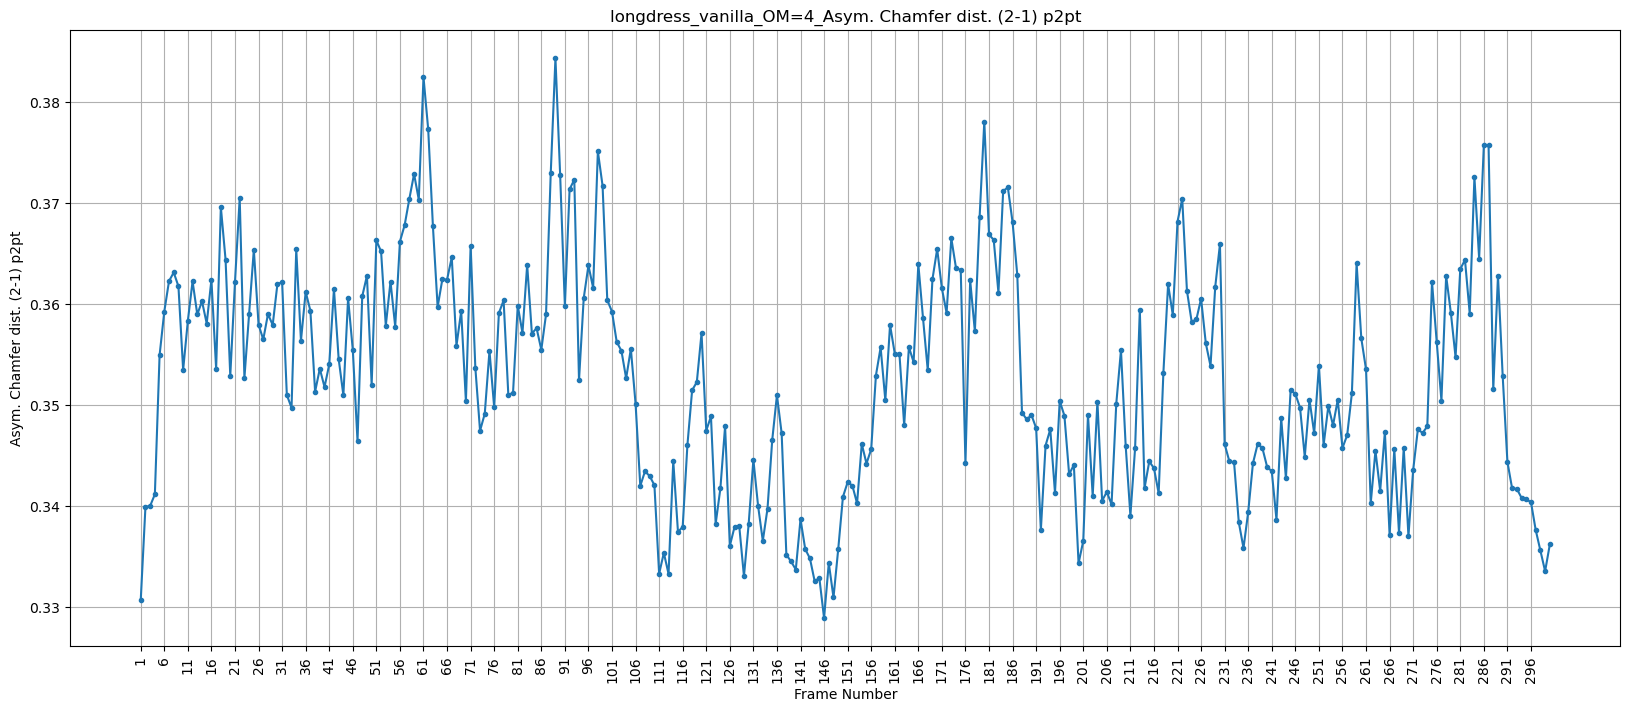 longdress_vanilla_OM=4_Asym. Chamfer dist. (2-1) p2pt
Asym. Chamfer dist. (2-1) p2pt
0.38
0.37
0.36
0.35
0.34
0.33
1 6 11 16 21 26 31 36 41 46 51 56 61 66 71 76 81 86 91 96 101 106 111 116 121 126 131 136 141 146 151 156 161 166 171 176 181 186 191 196 201 206 211 216 221 226 231 236 241 246 251 256 261 266 271 276 281 286 291 296
Frame Number